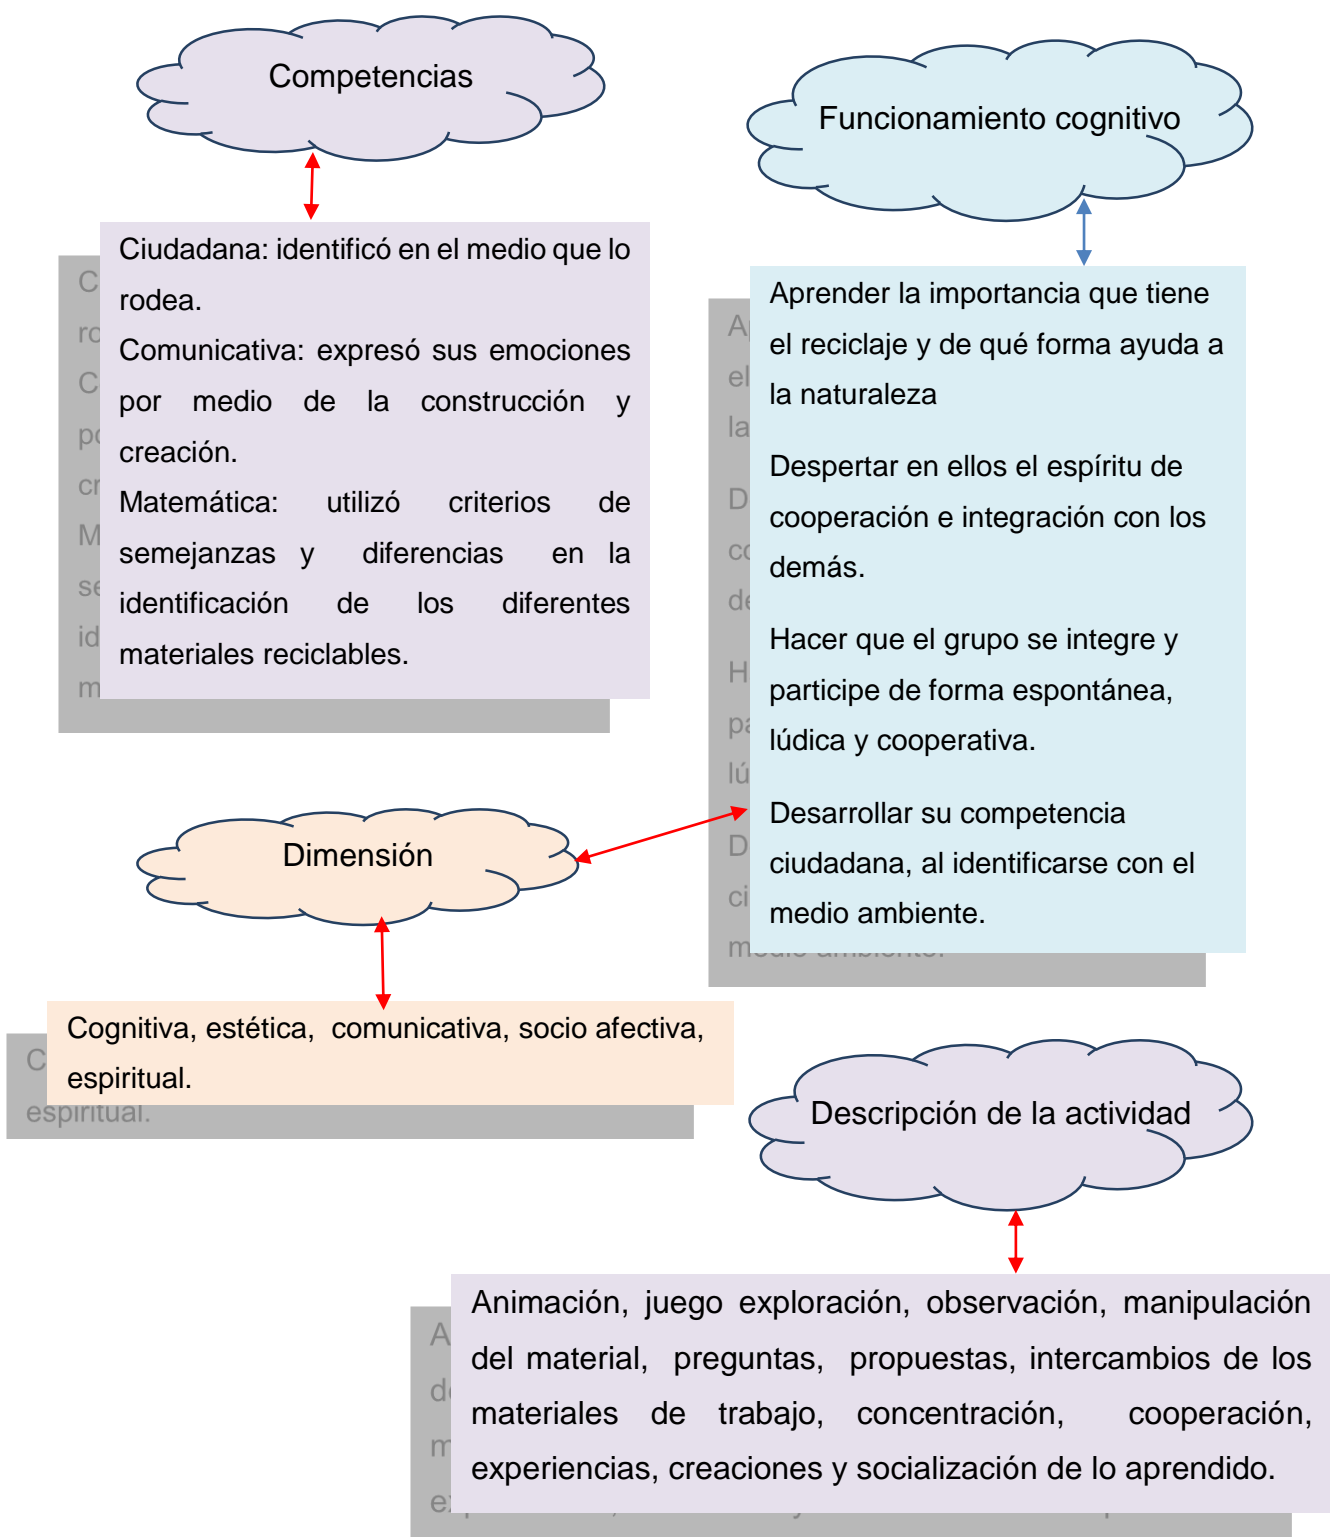 Competencias
Ciudadana: identificó en el medio que lo
rodea.
Comunicativa: expresó sus emociones
por medio de la construcción y
creación.
Matemática: utilizó criterios de
semejanzas y diferencias en la
identificación de los diferentes
materiales reciclables.
Funcionamiento cognitivo
Aprender la importancia que tiene
el reciclaje y de qué forma ayuda a
la naturaleza
Despertar en ellos el espíritu de
cooperación e integración con los
demás.
Hacer que el grupo se integre y
participe de forma espontánea,
lúdica y cooperativa.
Desarrollar su competencia
ciudadana, al identificarse con el
medio ambiente.
Dimensión
Cognitiva, estética, comunicativa, socio afectiva,
espiritual.
Descripción de la actividad
Animación, juego exploración, observación, manipulación
del material, preguntas, propuestas, intercambios de los
materiales de trabajo, concentración, cooperación,
experiencias, creaciones y socialización de lo aprendido.